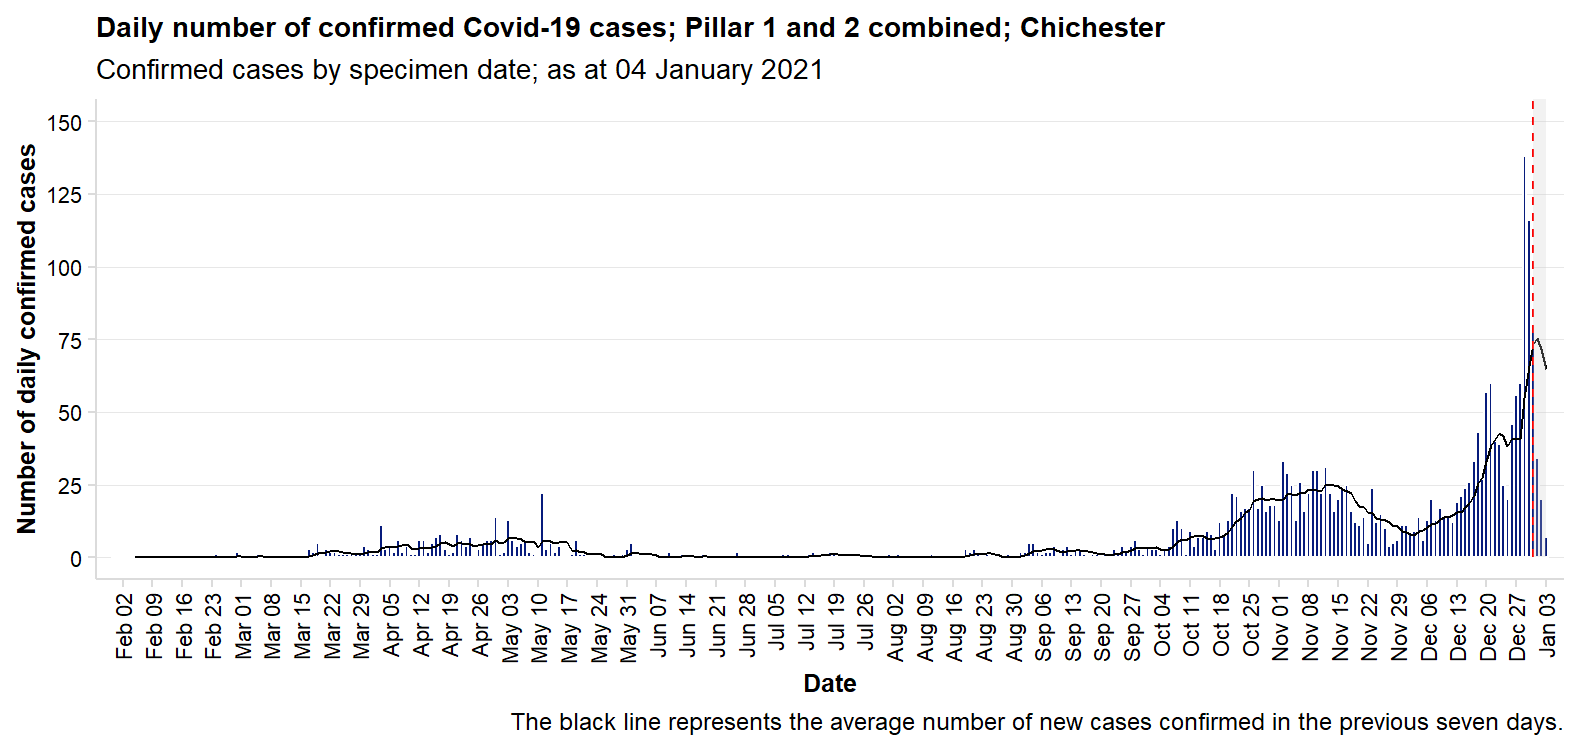 Daily number of confirmed Covid-19 cases; Pillar 1 and 2 combined; Chichester
Confirmed cases by specimen date; as at 04 January 2021
Number of daily confirmed cases
150
125
100
75
50
25
0
Feb 02
Feb 09
Feb 16
Feb 23
Mar 01
Mar 08
Mar 15
Mar 22
Mar 29
Apr 05
Apr 12
Apr 19
Apr 26
May 03
May 10
May 17
May 24
May 31
Jun 07
Jun 14
Jun 21
Jun 28
Jul 05
Jul 12
Jul 19
Jul 26
Aug 02
Aug 09
Aug 16
Aug 23
Aug 30
Sep 06
Sep 13
Sep 20
Sep 27
Oct 04
Oct 11
Oct 18
Oct 25
Nov 01
Nov 08
Nov 15
Nov 22
Nov 29
Dec 06
Dec 13
Dec 20
Dec 27
Jan 03
Date
The black line represents the average number of new cases confirmed in the previous seven days.